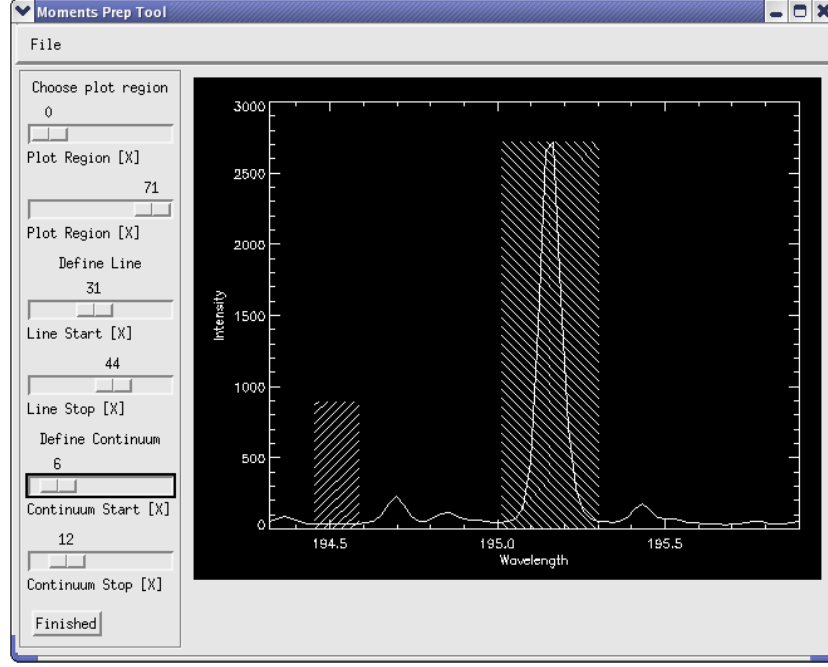 Moments Prep Tool
File
Choose plot region
0
Plot Region [X]
71
Plot Region [X]
Define Line
31
Line Start [X]
44
Line Stop [X]
Define Continuum
6
Continuum Start [X]
12
Continuum Stop [X]
Finished
3000
2500
2000
1500
1000
500
0
Intensity
194.5 195.0 195.5
Wavelength